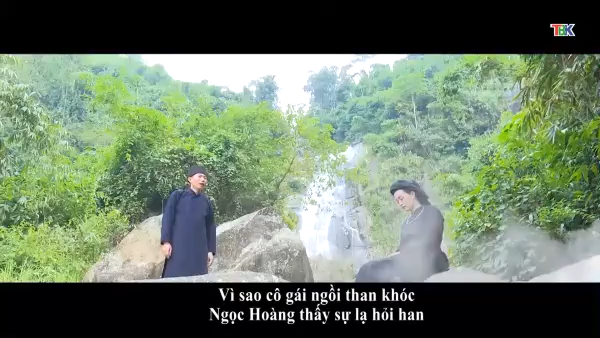 TBK
Vì sao cô gái ngồi than khóc
Ngọc Hoàng thấy sự lạ hỏi han